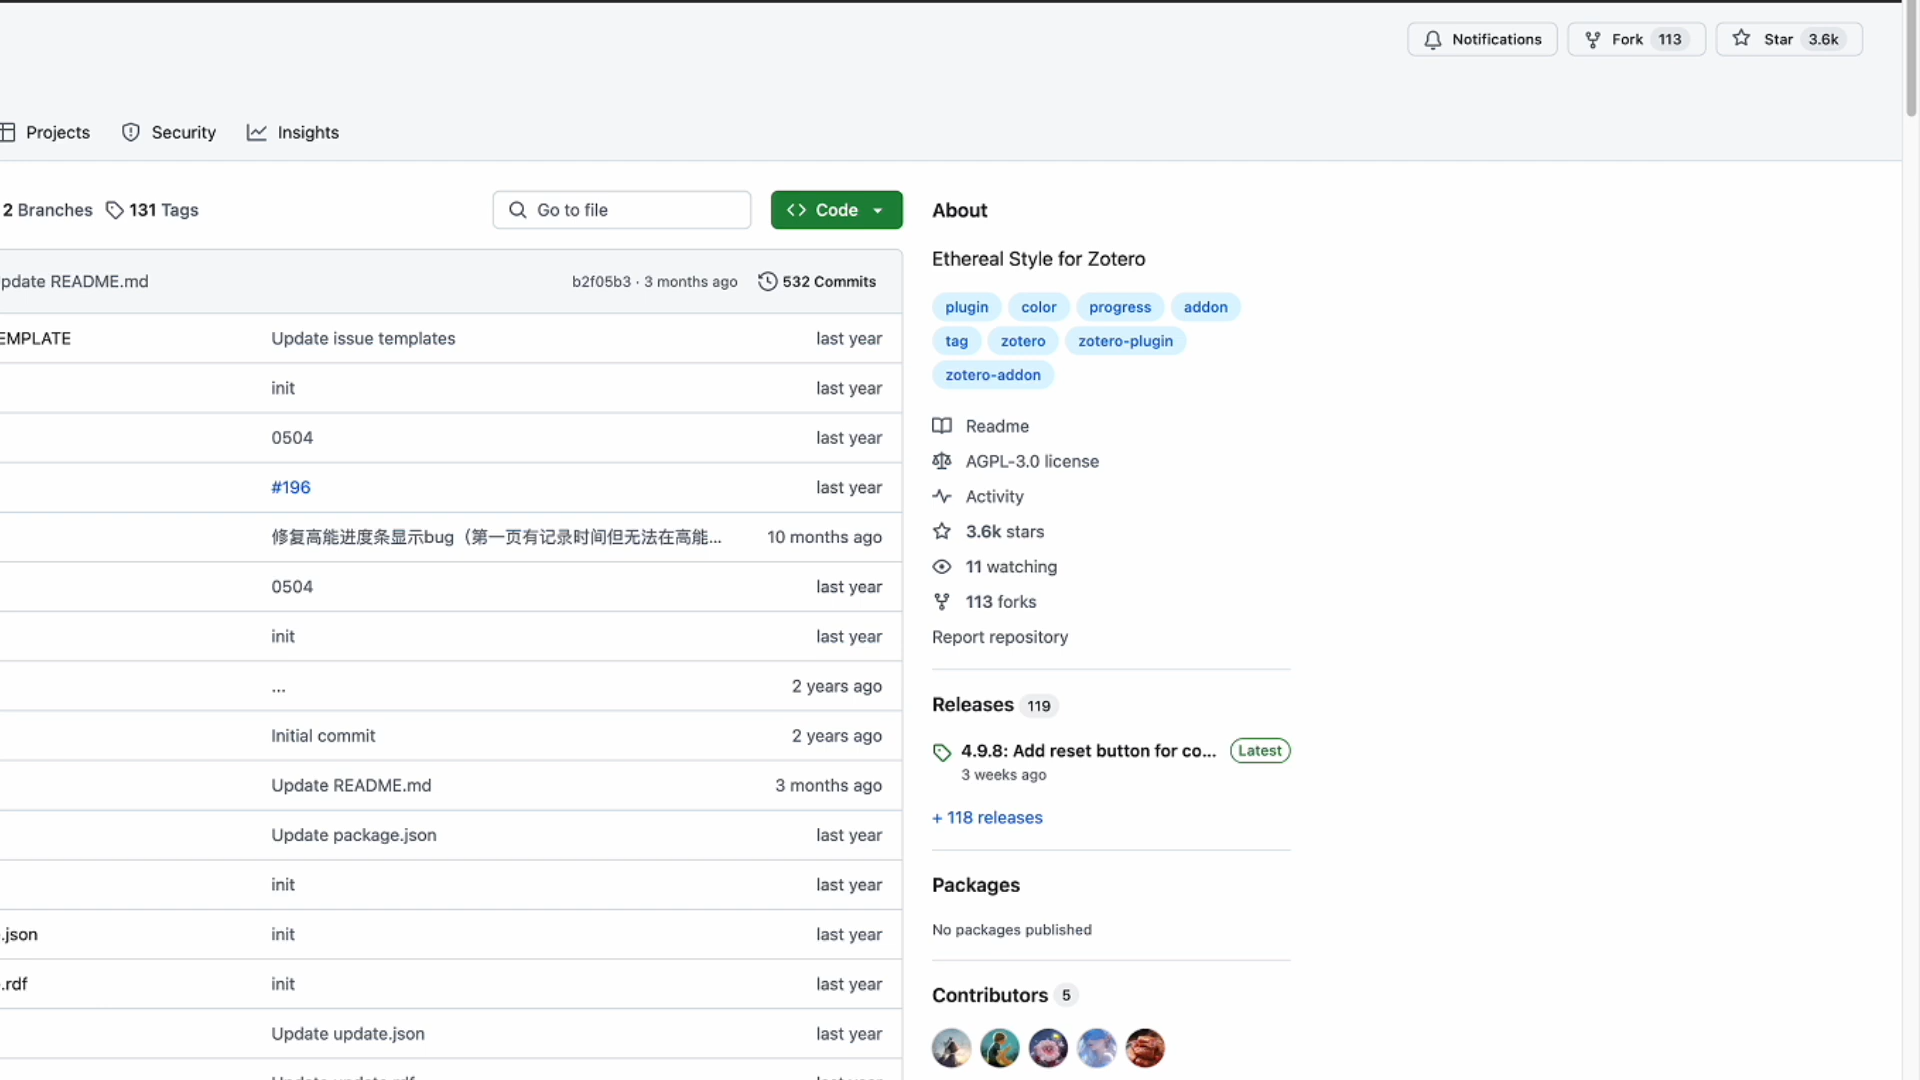 Notifications
Fork 113
Star 3.6k
Projects
Security
Insights
2 Branches
131 Tags
Go to file
Code
About
Ethereal Style for Zotero
plugin color progress addon
tag zotero zotero-plugin
zotero-addon
Readme
AGPL-3.0 license
Activity
3.6k stars
11 watching
113 forks
Report repository
Releases 119
4.9.8: Add reset button for co... Latest
3 weeks ago
+ 118 releases
Packages
No packages published
Contributors 5
pdate README.md b2f05b3 · 3 months ago 532 Commits
EMPLATE Update issue templates last year
init last year
0504 last year
#196 last year
修复高能进度条显示bug（第一页有记录时间但无法在高能... 10 months ago
0504 last year
init last year
... 2 years ago
Initial commit 2 years ago
Update README.md 3 months ago
Update package.json last year
init last year
.json init last year
.rdf init last year
Update update.json last year